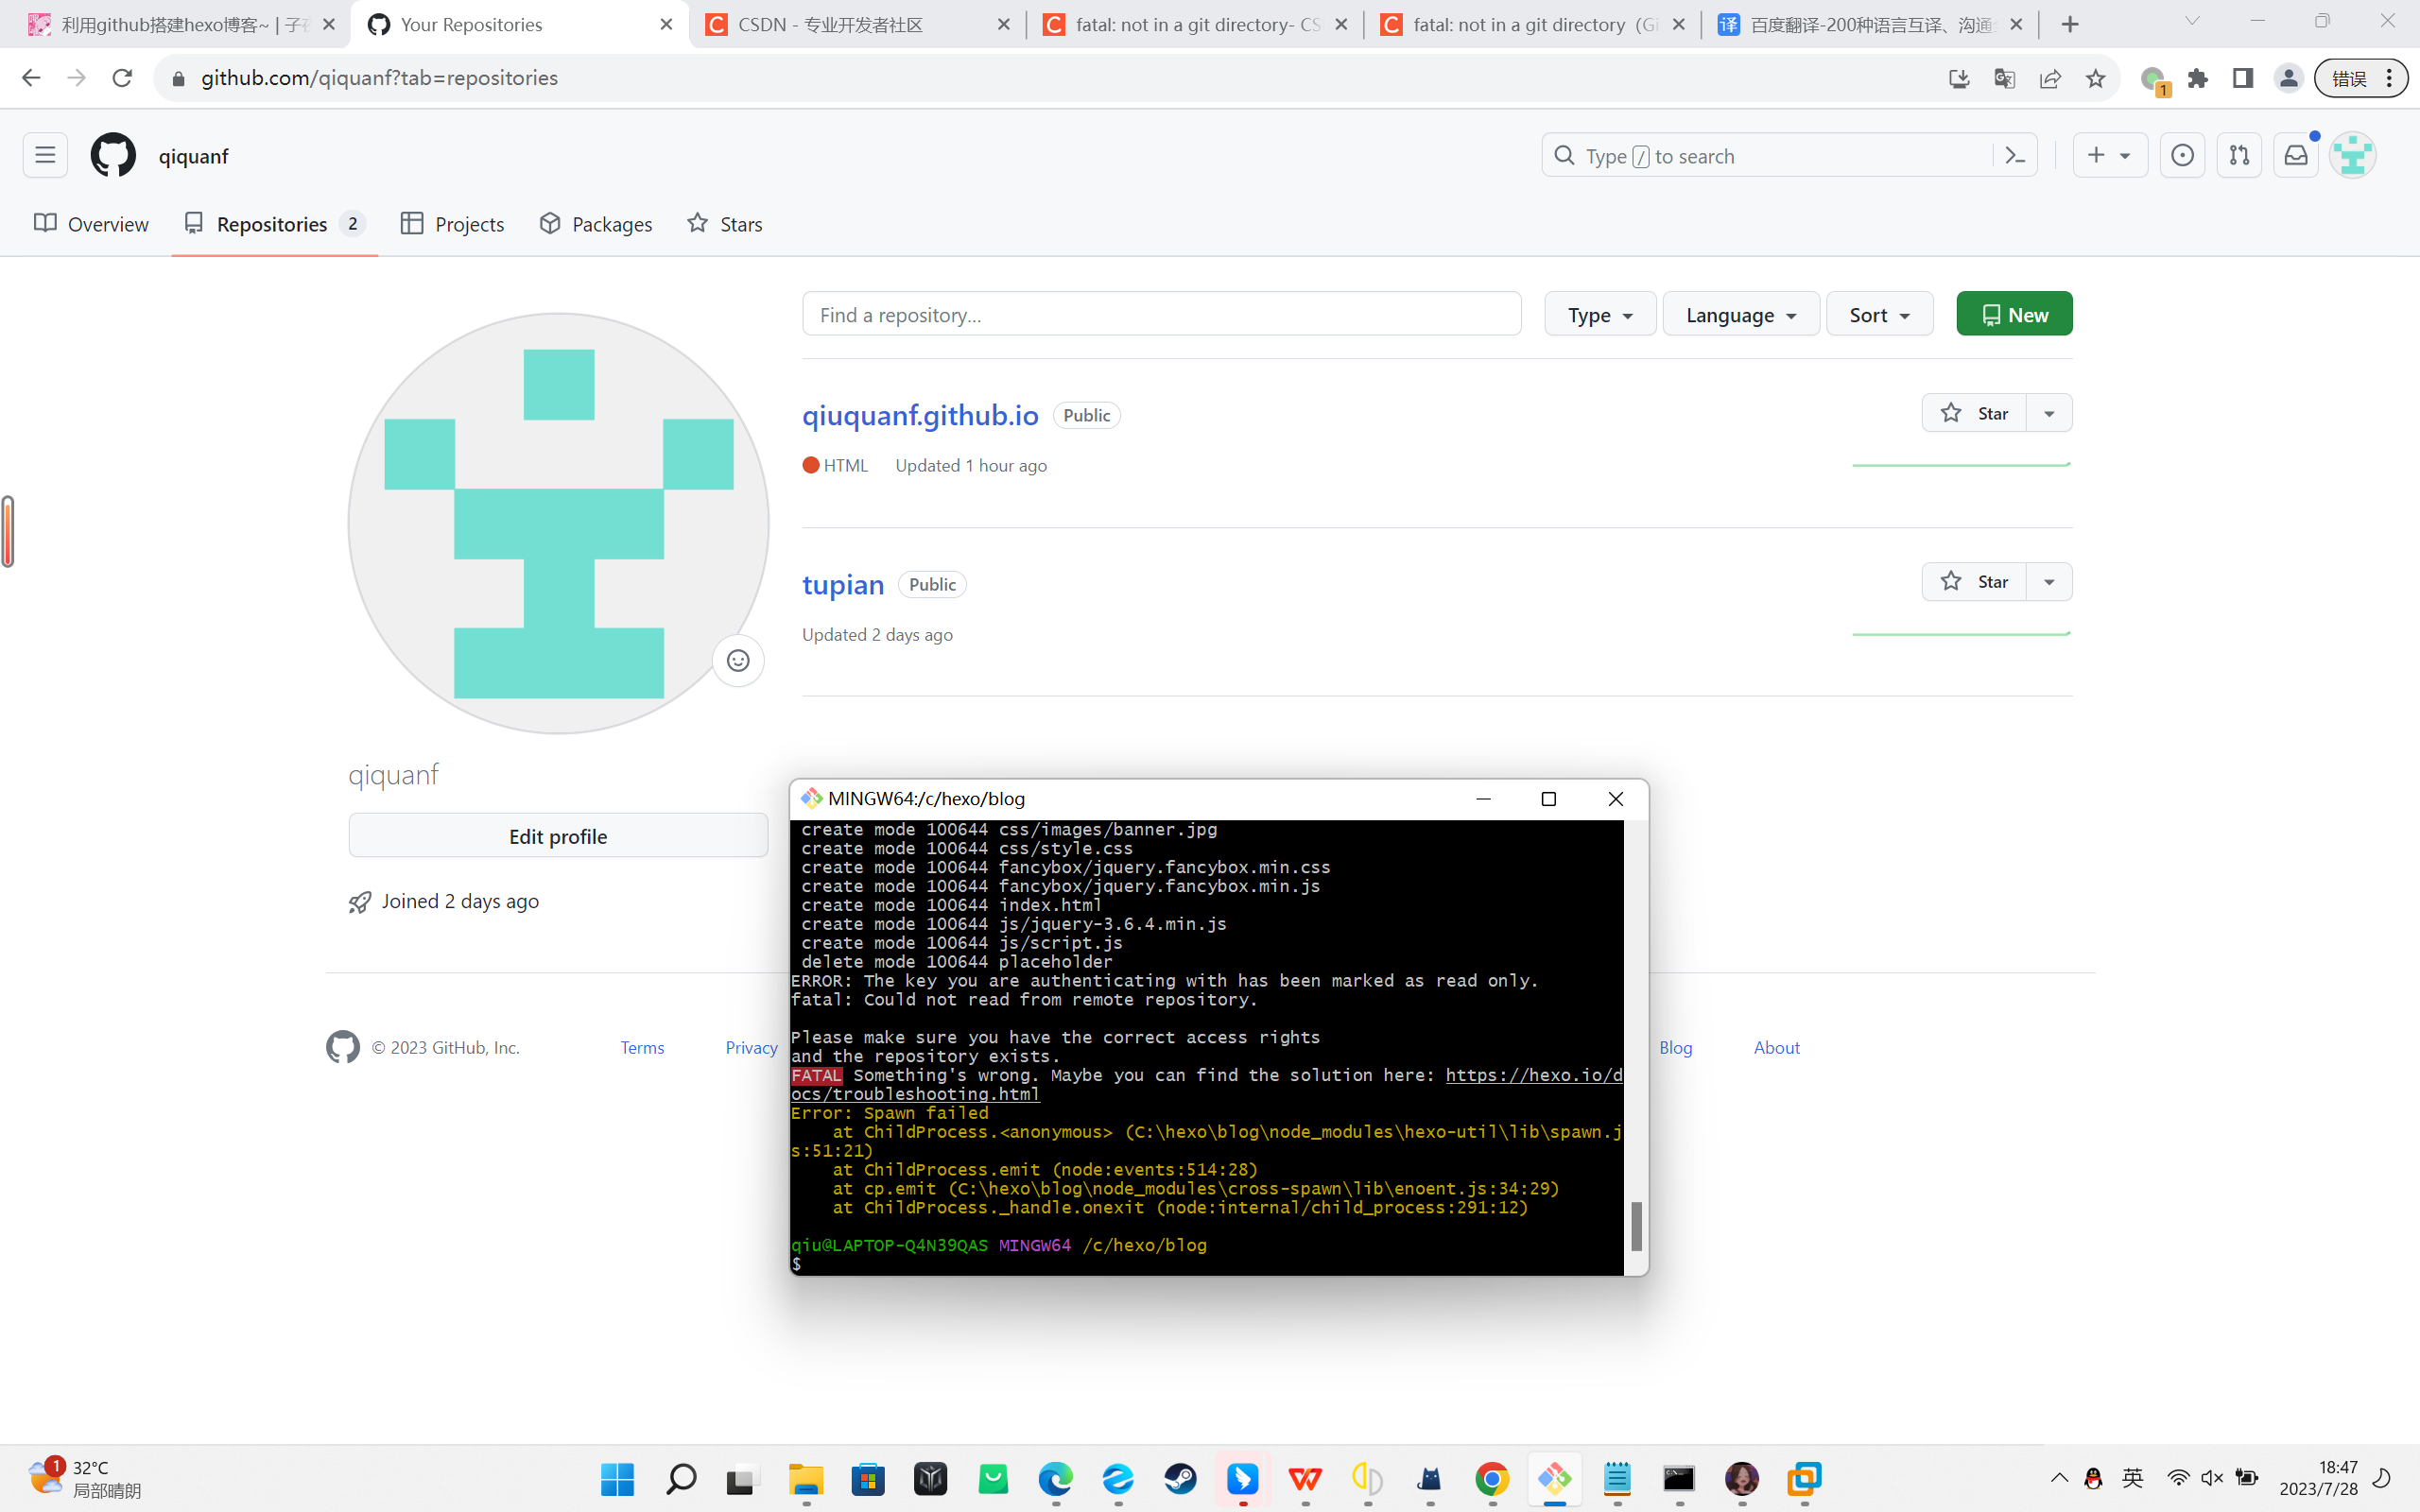 利用github搭建hexo博客~ | 子
Your Repositories
CSDN - 专业开发者社区
fatal: not in a git directory- CS
fatal: not in a git directory（Gi
译 百度翻译-200种语言互译、沟通
github.com/qiquanf?tab=repositories
1
错误
qiquanf
Type / to search
Overview
Repositories 2
Projects
Packages
Stars
Find a repository...
Type
Language
Sort
New
qiuquanf.github.io Public
Star
HTML Updated 1 hour ago
tupian Public
Star
Updated 2 days ago
qiquanf
Edit profile
Joined 2 days ago
© 2023 GitHub, Inc.
Terms
Privacy
Blog
About
MINGW64:/c/hexo/blog
create mode 100644 css/images/banner.jpg
create mode 100644 css/style.css
create mode 100644 fancybox/jquery.fancybox.min.css
create mode 100644 fancybox/jquery.fancybox.min.js
create mode 100644 index.html
create mode 100644 js/jquery-3.6.4.min.js
create mode 100644 js/script.js
delete mode 100644 placeholder
ERROR: The key you are authenticating with has been marked as read only.
fatal: Could not read from remote repository.
Please make sure you have the correct access rights
and the repository exists.
FATAL Something's wrong. Maybe you can find the solution here: https://hexo.io/d
ocs/troubleshooting.html
Error: Spawn failed
at ChildProcess.<anonymous> (C:\hexo\blog\node_modules\hexo-util\lib\spawn.j
s:51:21)
at ChildProcess.emit (node:events:514:28)
at cp.emit (C:\hexo\blog\node_modules\cross-spawn\lib\enoent.js:34:29)
at ChildProcess._handle.onexit (node:internal/child_process:291:12)
qiu@LAPTOP-Q4N39QAS MINGW64 /c/hexo/blog
$
1
32°C
局部晴朗
英
18:47
2023/7/28